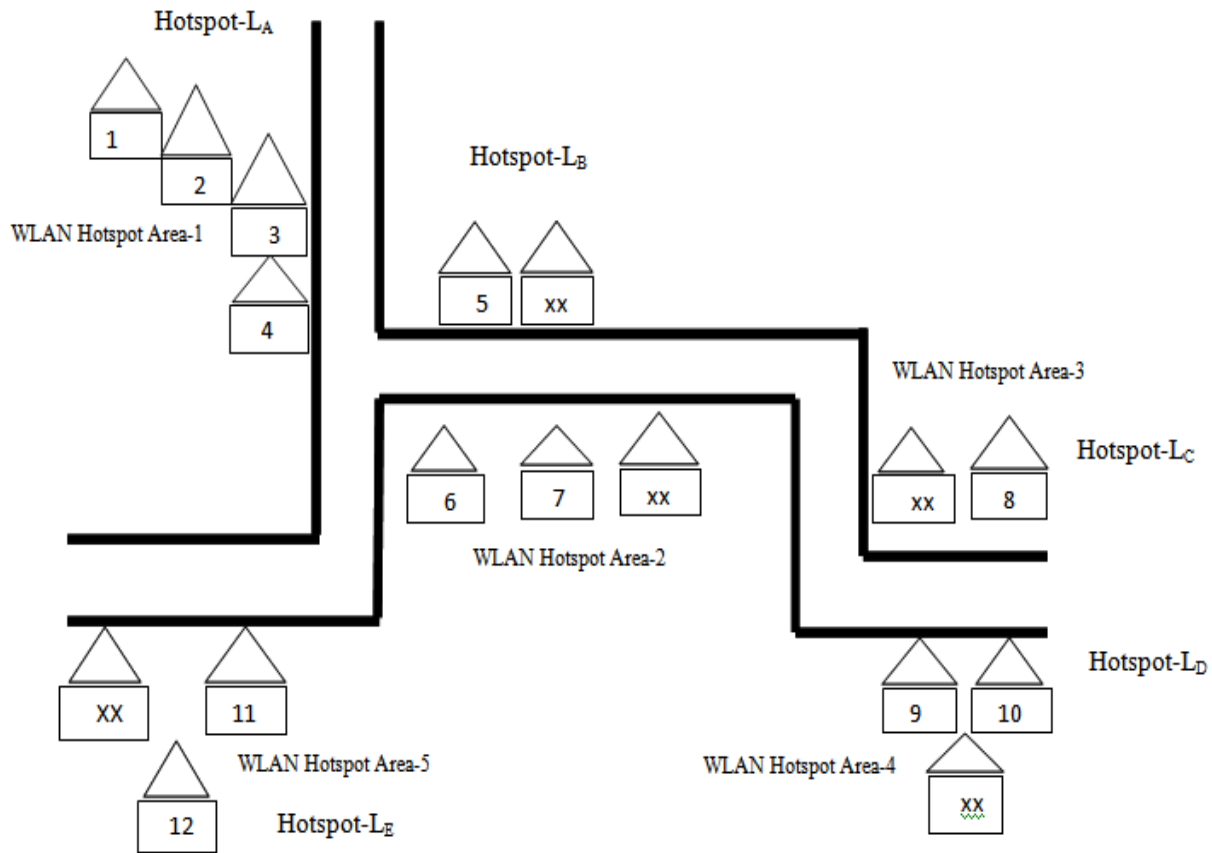 Hotspot-LA
1
2
3
WLAN Hotspot Area-1
4
Hotspot-LB
5 xx
WLAN Hotspot Area-3
Hotspot-LC
xx 8
6 7 xx
WLAN Hotspot Area-2
Hotspot-LD
9 10
WLAN Hotspot Area-4
xx
XX 11
WLAN Hotspot Area-5
12
Hotspot-LE